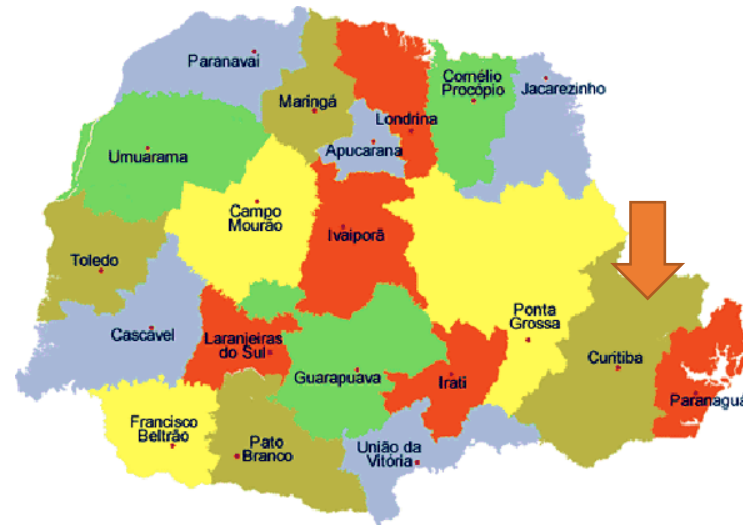 Paranavaí
Maringá
Londrina
Cornélio
Procópio
Jacarezinho
Apucarana
Umuarama
Campo
Mourão
Ivaiporã
Toledo
Ponta
Grossa
Cascavel
Laranjeiras
do Sul
Guarapuava
Irati
Curitiba
Paranaguá
Francisco
Beltrão
Pato
Branco
União da
Vitória